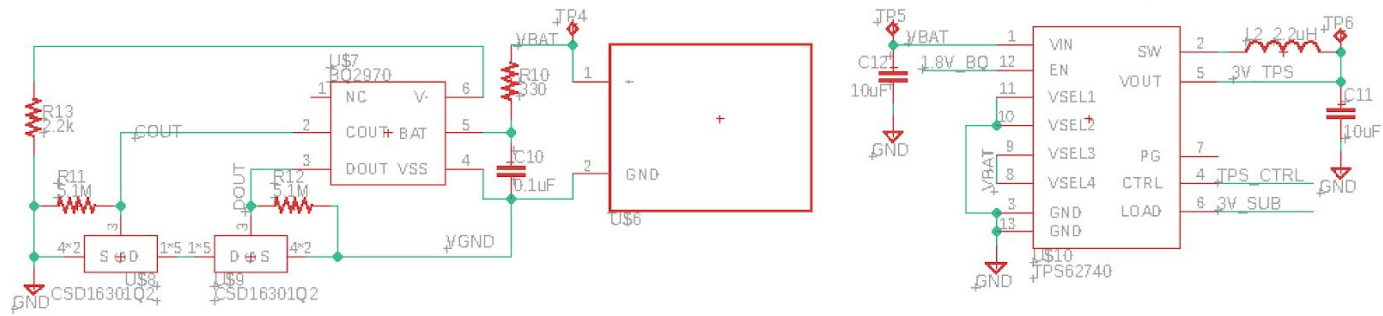 U$7
BQ2970
NC
COUT
DOUT
V-
BAT
VSS
1
2
3
6
5
4
R13
2.2k
COUT
R11
5.1M
DOUT
R12
5.1M
3
3
4*2
S
D
1*5
1*5
D
S
4*2
U$8
U$9
CSD16301Q2
CSD16301Q2
GND
VGND
VBAT
TP4
R10
330
C10
0.1uF
1
+
2
GND
U$6
TP5
VBAT
C12
10uF
GND
1.8V_BQ
1
12
11
10
9
8
3
13
VIN
EN
VSEL1
VSEL2
VSEL3
VSEL4
GND
GND
SW
VOUT
PG
CTRL
LOAD
2
5
7
4
6
VBAT
GND
U$10
TPS62740
L2
2.2uH
TP6
3V_TPS
C11
10uF
GND
TPS_CTRL
3V_SUB